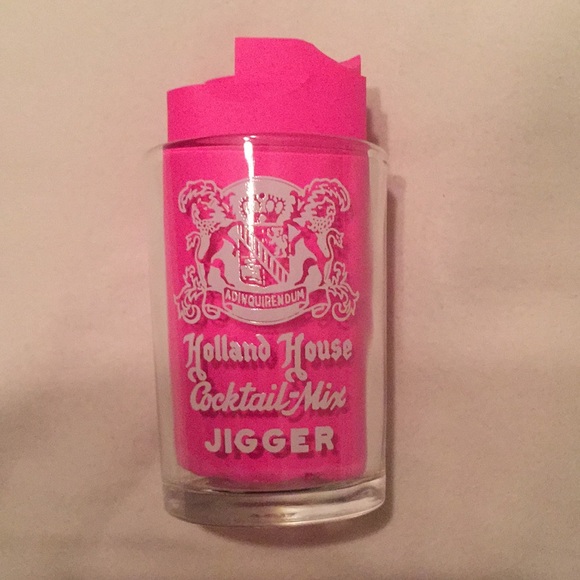 ADINQUIRENDUM
Holland House
Cocktail-Mix
JIGGER